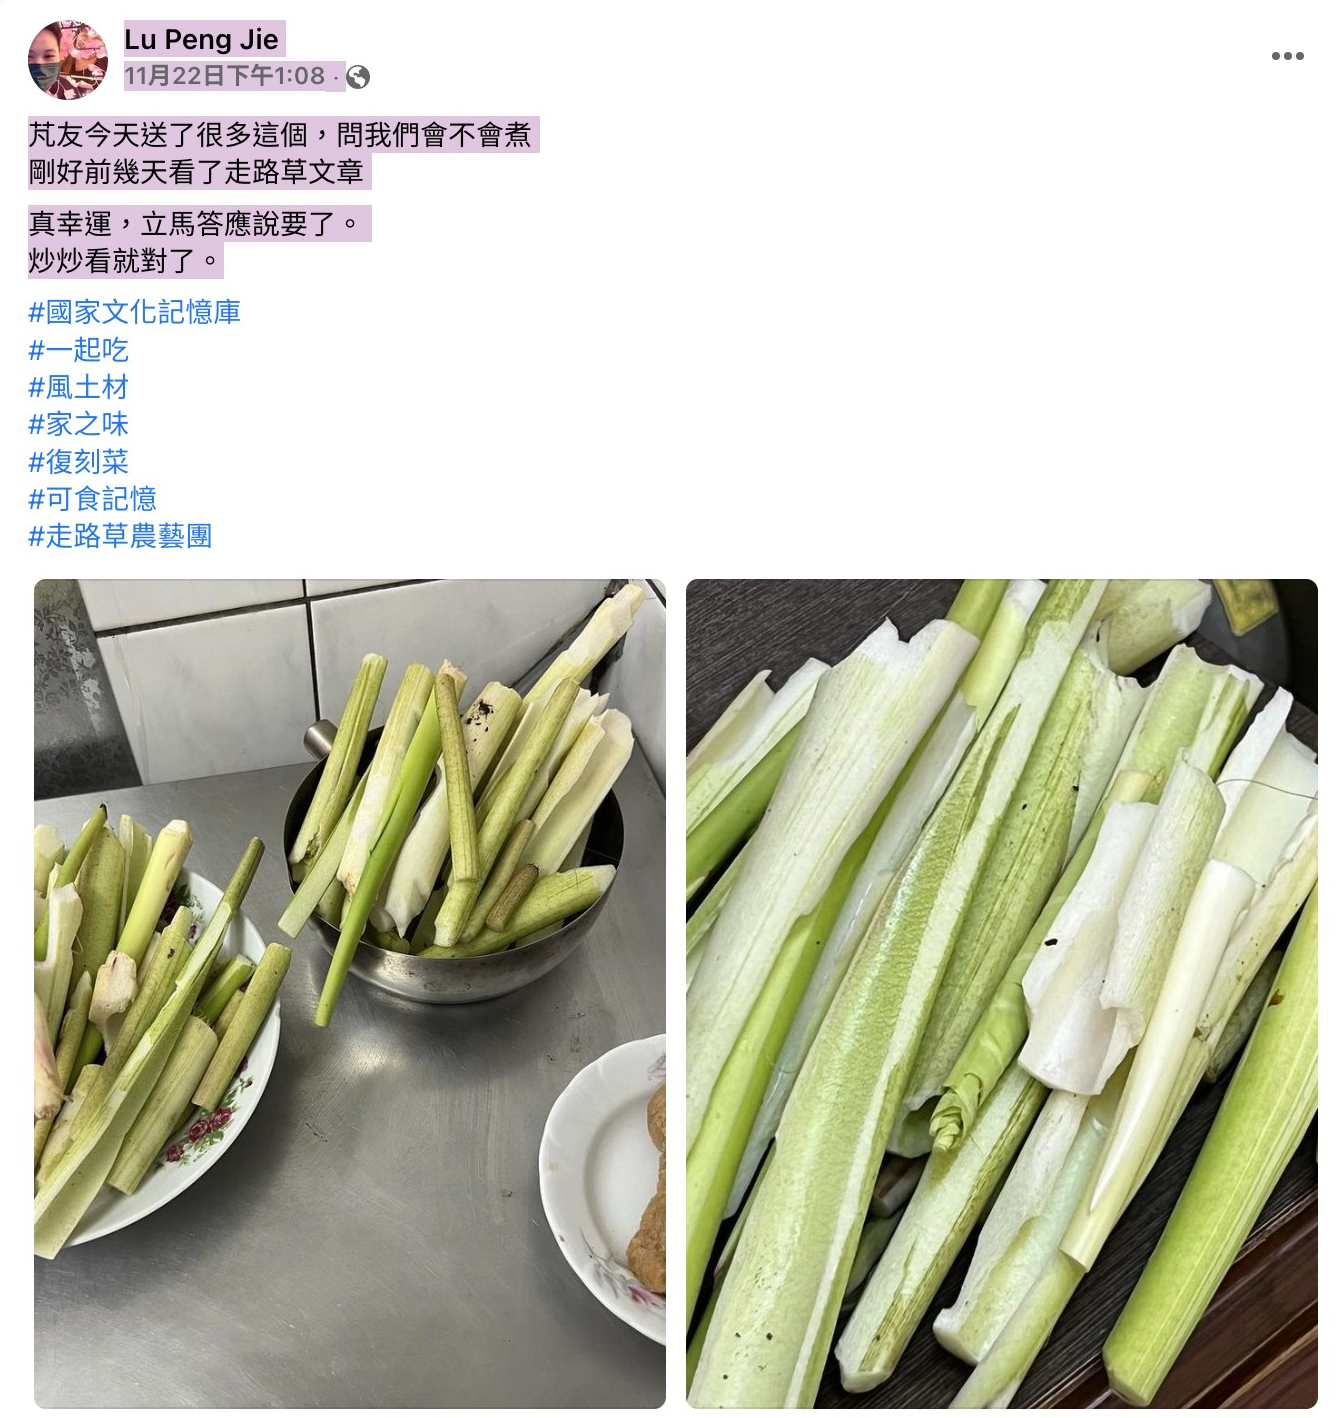 Lu Peng Jie
11月22日下午1:08 ·
芃友今天送了很多這個，問我們會不會煮
剛好前幾天看了走路草文章
真幸運，立馬答應說要了。
炒炒看就對了。
#國家文化記憶庫
#一起吃
#風土材
#家之味
#復刻菜
#可食記憶
#走路草農藝團